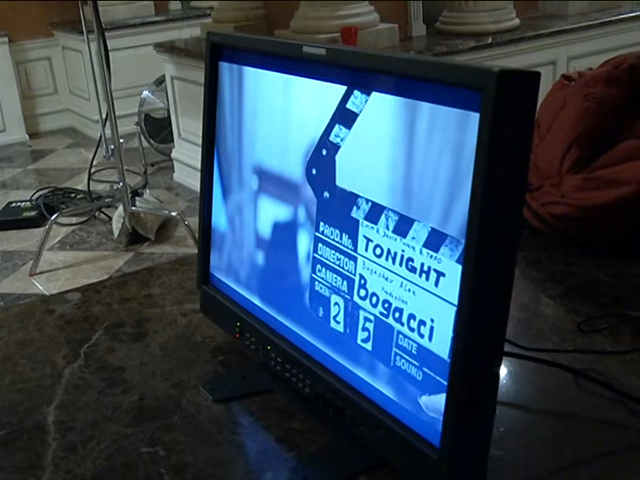 PROD.No.
TONiGHT
DIRECTOR
CAMERA
Bogacci
SCENE
2 5
DATE
SOUND